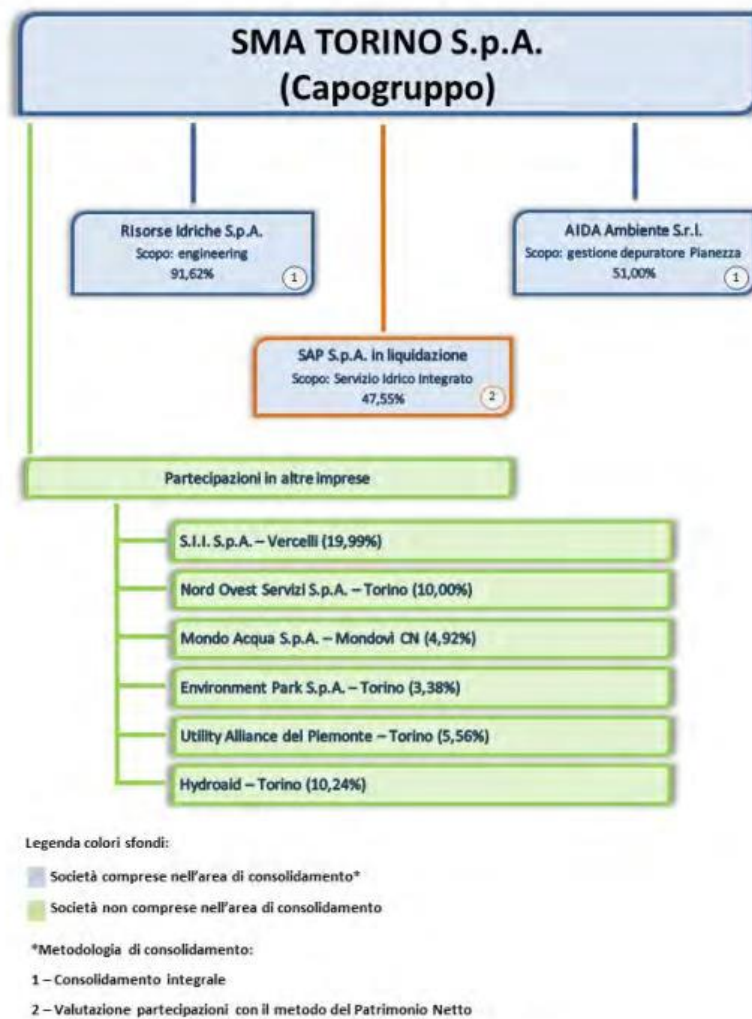 SMA TORINO S.p.A.
(Capogruppo)
Risorse Idriche S.p.A.
Scopo: engineering
91,62%
1
AIDA Ambiente S.r.l.
Scopo: gestione depuratore Pianezza
51,00%
1
SAP S.p.A. in liquidazione
Scopo: Servizio Idrico Integrato
47,55%
2
Partecipazioni in altre imprese
S.I.I. S.p.A. – Vercelli (19,99%)
Nord Ovest Servizi S.p.A. – Torino (10,00%)
Mondo Acqua S.p.A. – Mondovì CN (4,92%)
Environment Park S.p.A. – Torino (3,38%)
Utility Alliance del Piemonte – Torino (5,56%)
Hydroaid – Torino (10,24%)
Legenda colori sfondi:
Società comprese nell'area di consolidamento*
Società non comprese nell'area di consolidamento
*Metodologia di consolidamento:
1 – Consolidamento integrale
2 – Valutazione partecipazioni con il metodo del Patrimonio Netto